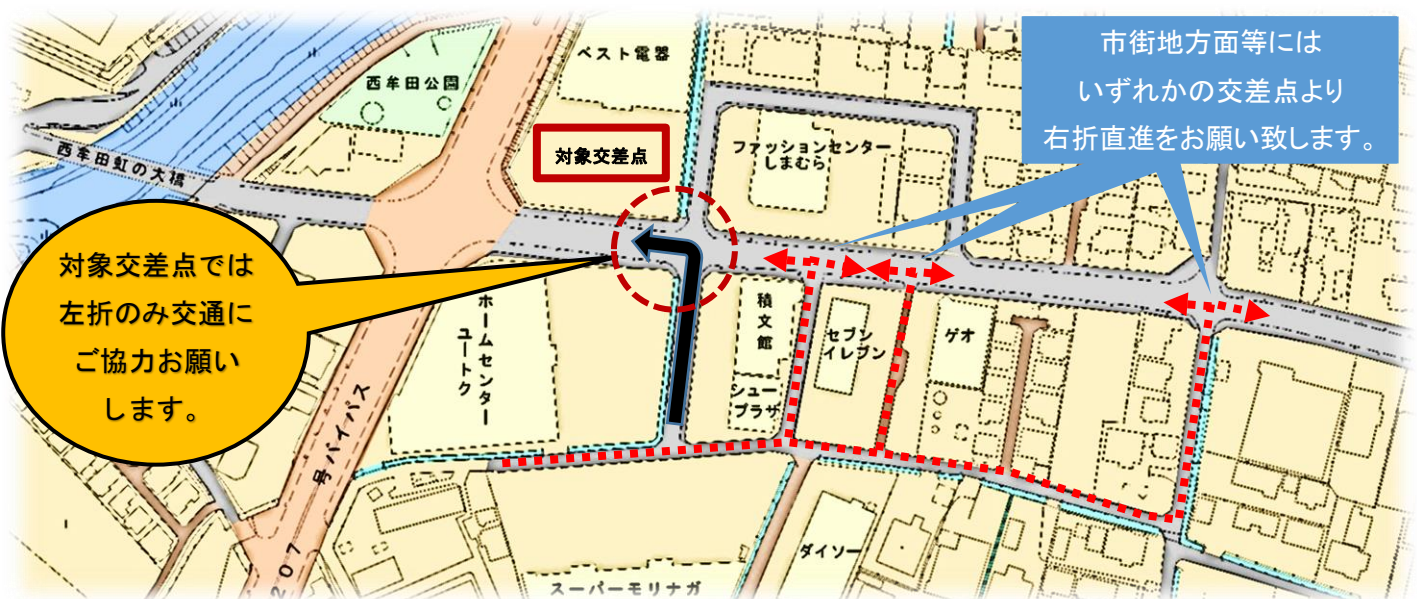 ベスト電器
西牟田公園
対象交差点
西牟田虹の大橋
ファッションセンター
しまむら
市街地方面等には
いずれかの交差点より
右折直進をお願い致します。
対象交差点では
左折のみ交通に
ご協力お願い
します。
ホームセンター
ユートク
積文館
シュー
プラザ
セブン
イレブン
ゲオ
207
号バイパス
ダイソー
スーパーモリナガ